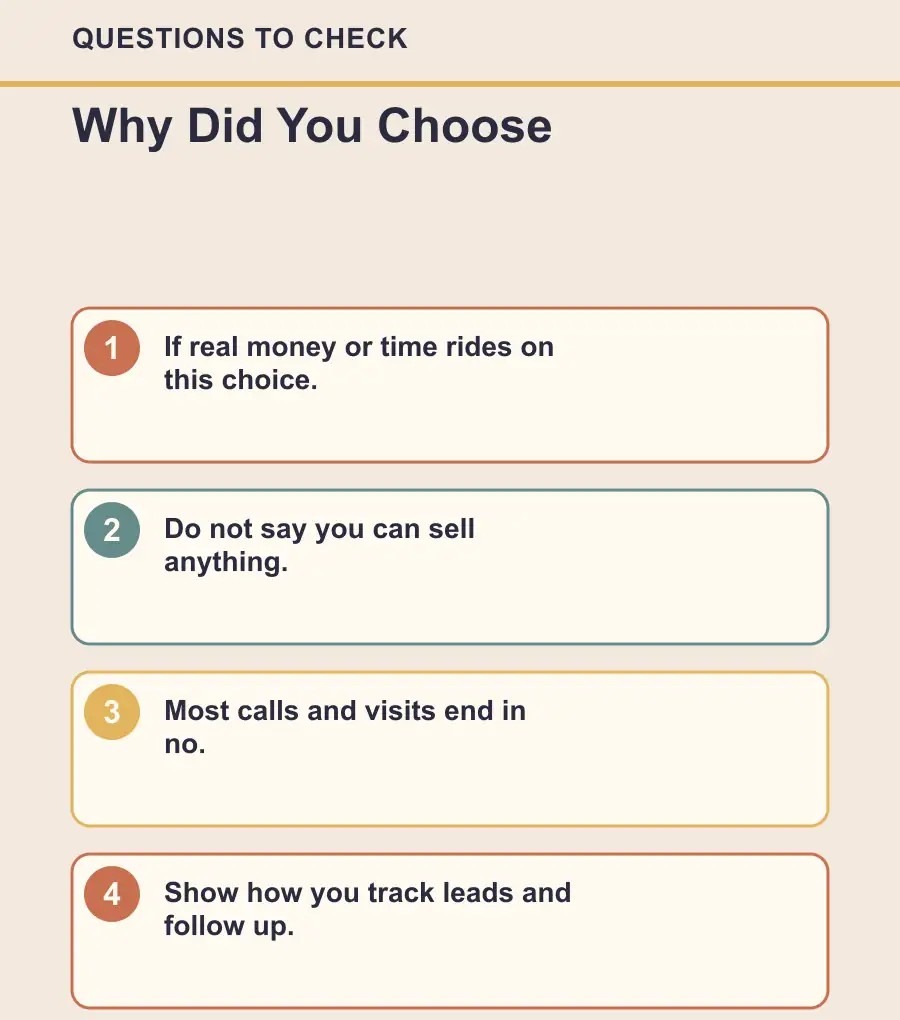 QUESTIONS TO CHECK
Why Did You Choose
1
If real money or time rides on
this choice.
2
Do not say you can sell
anything.
3
Most calls and visits end in
no.
4
Show how you track leads and
follow up.